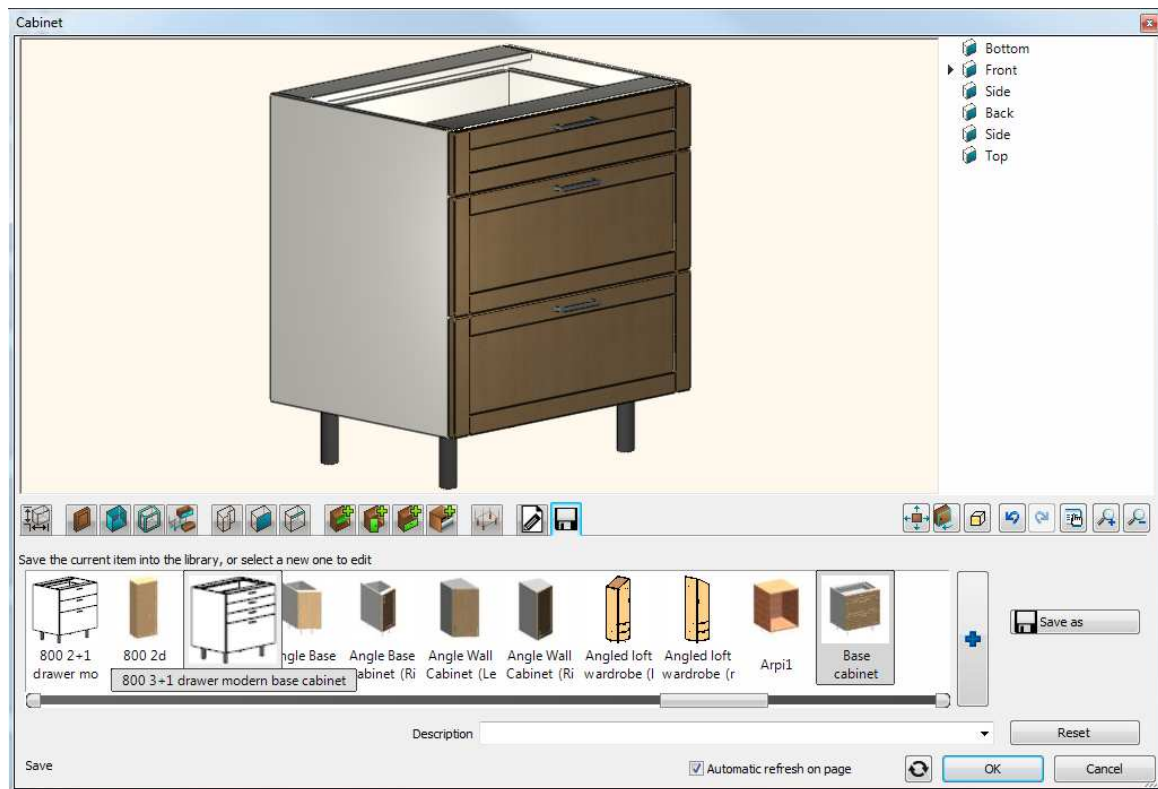 Cabinet
Bottom
Front
Side
Back
Side
Top
Save the current item into the library, or select a new one to edit
800 2+1
drawer mo
800 2d
800 3+1 drawer modern base cabinet
ngle Base
abinet (Ri
Angle Base
Angle Wall
Cabinet (Le
Angle Wall
Cabinet (Ri
Angled loft
wardrobe (l
Angled loft
wardrobe (r
Arpi1
Base
cabinet
Save as
Description
Reset
Save
Automatic refresh on page
OK
Cancel